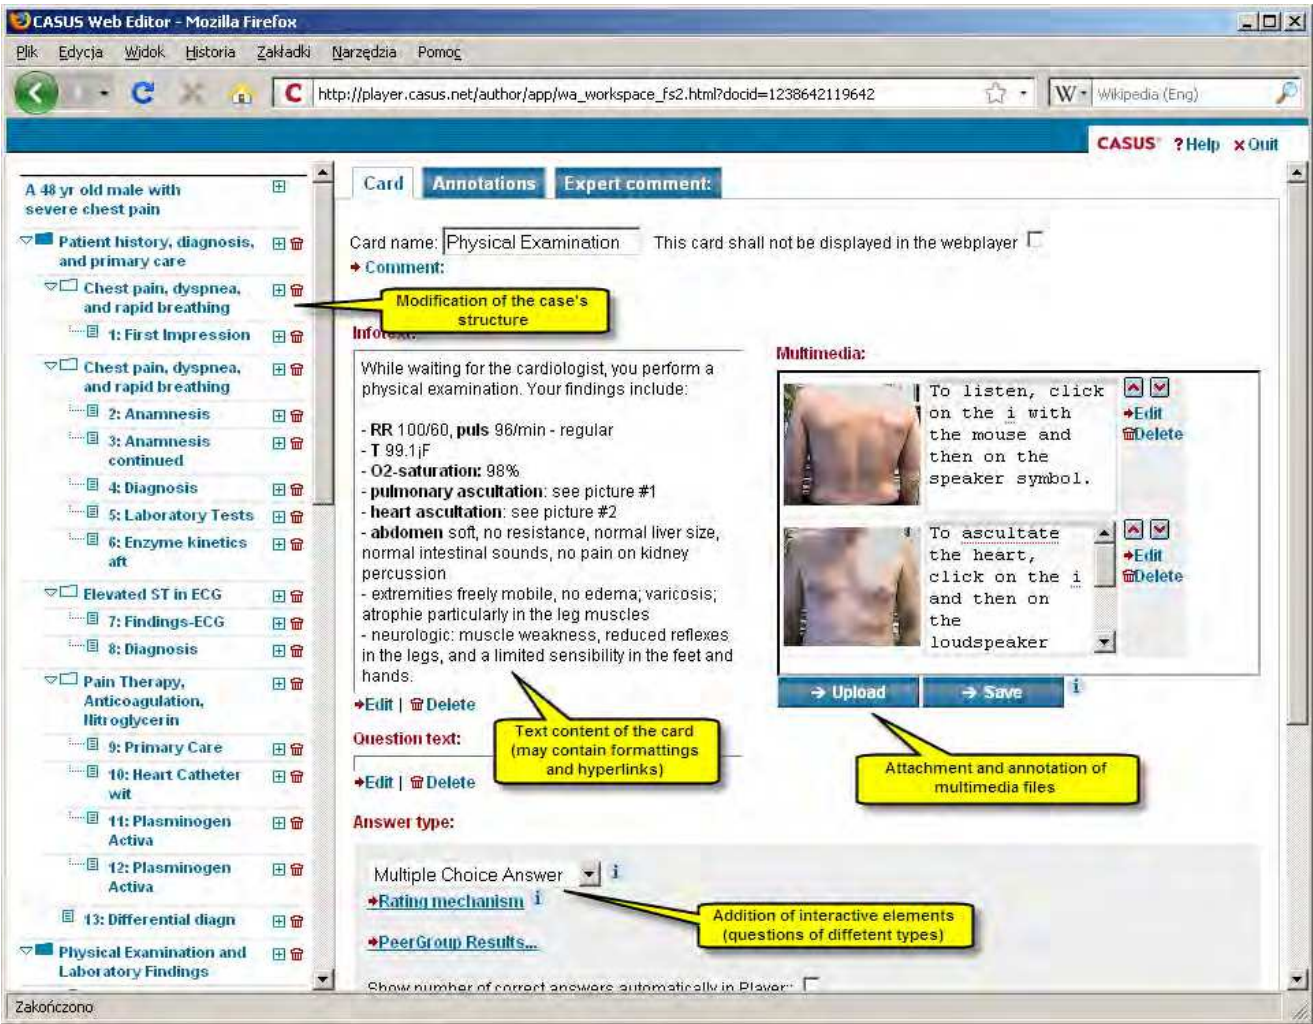 CASUS Web Editor - Mozilla Firefox
Plik Edycja Widok Historia Zakładki Narzędzia Pomoc
C http://player.casus.net/author/app/wa_workspace_fs2.html?docid=1238642119642 W Wikipedia (Eng)
CASUS ? Help x Quit
A 48 yr old male with
severe chest pain
Patient history, diagnosis,
and primary care
Chest pain, dyspnea,
and rapid breathing
1: First Impression
Chest pain, dyspnea,
and rapid breathing
2: Anamnesis
3: Anamnesis
continued
4: Diagnosis
5: Laboratory Tests
6: Enzyme kinetics
aft
Elevated ST in ECG
7: Findings-ECG
8: Diagnosis
Pain Therapy,
Anticoagulation,
Nitroglycerin
9: Primary Care
10: Heart Catheter
wit
11: Plasminogen
Activa
12: Plasminogen
Activa
13: Differential diagn
Physical Examination and
Laboratory Findings
Card Annotations Expert comment:
Card name: Physical Examination This card shall not be displayed in the webplayer
Comment:
Modification of the case's
structure
Infotext:
While waiting for the cardiologist, you perform a
physical examination. Your findings include:
- RR 100/60, puls 96/min - regular
- T 99.1¡F
- O2-saturation: 98%
- pulmonary ascultation: see picture #1
- heart ascultation: see picture #2
- abdomen soft, no resistance, normal liver size,
normal intestinal sounds, no pain on kidney
percussion
- extremities freely mobile, no edema; varicosis;
atrophie particularly in the leg muscles
- neurologic: muscle weakness, reduced reflexes
in the legs, and a limited sensibility in the feet and
hands.
Edit | Delete
Text content of the card
(may contain formattings
and hyperlinks)
Question text:
Edit | Delete
Multimedia:
To listen, click
on the i with
the mouse and
then on the
speaker symbol.
Edit
Delete
To ascultate
the heart,
click on the i
and then on
the
loudspeaker
Edit
Delete
→ Upload → Save i
Attachment and annotation of
multimedia files
Answer type:
Multiple Choice Answer i
Rating mechanism i
Addition of interactive elements
(questions of diffetent types)
PeerGroup Results...
Show number of correct answers automatically in Player::
Zakończono